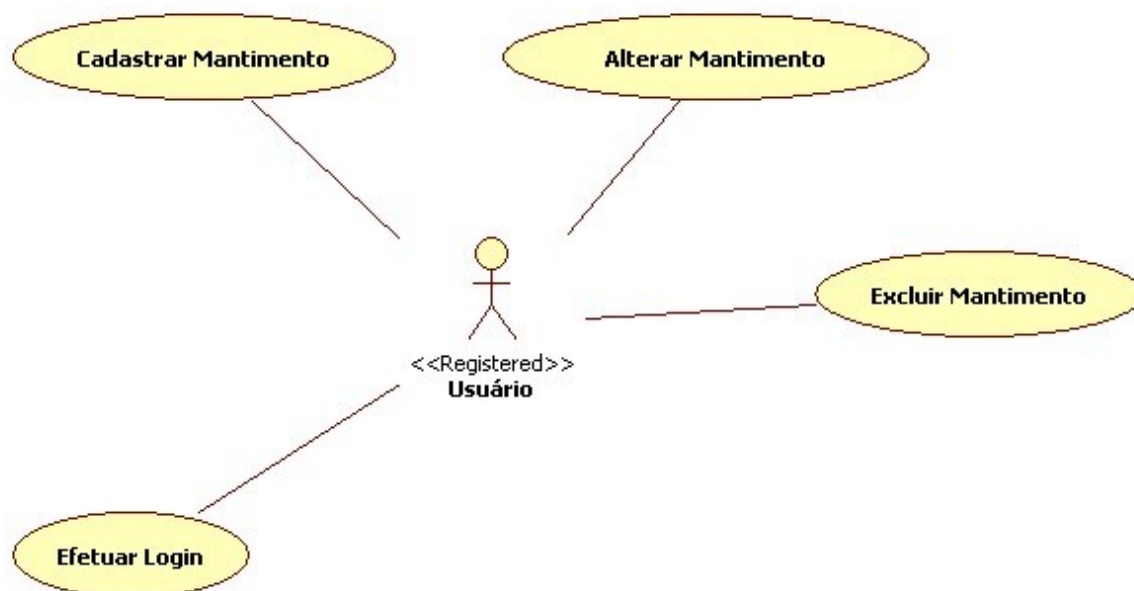 Cadastrar Mantimento
Alterar Mantimento
Excluir Mantimento
<<Registered>>
Usuário
Efetuar Login